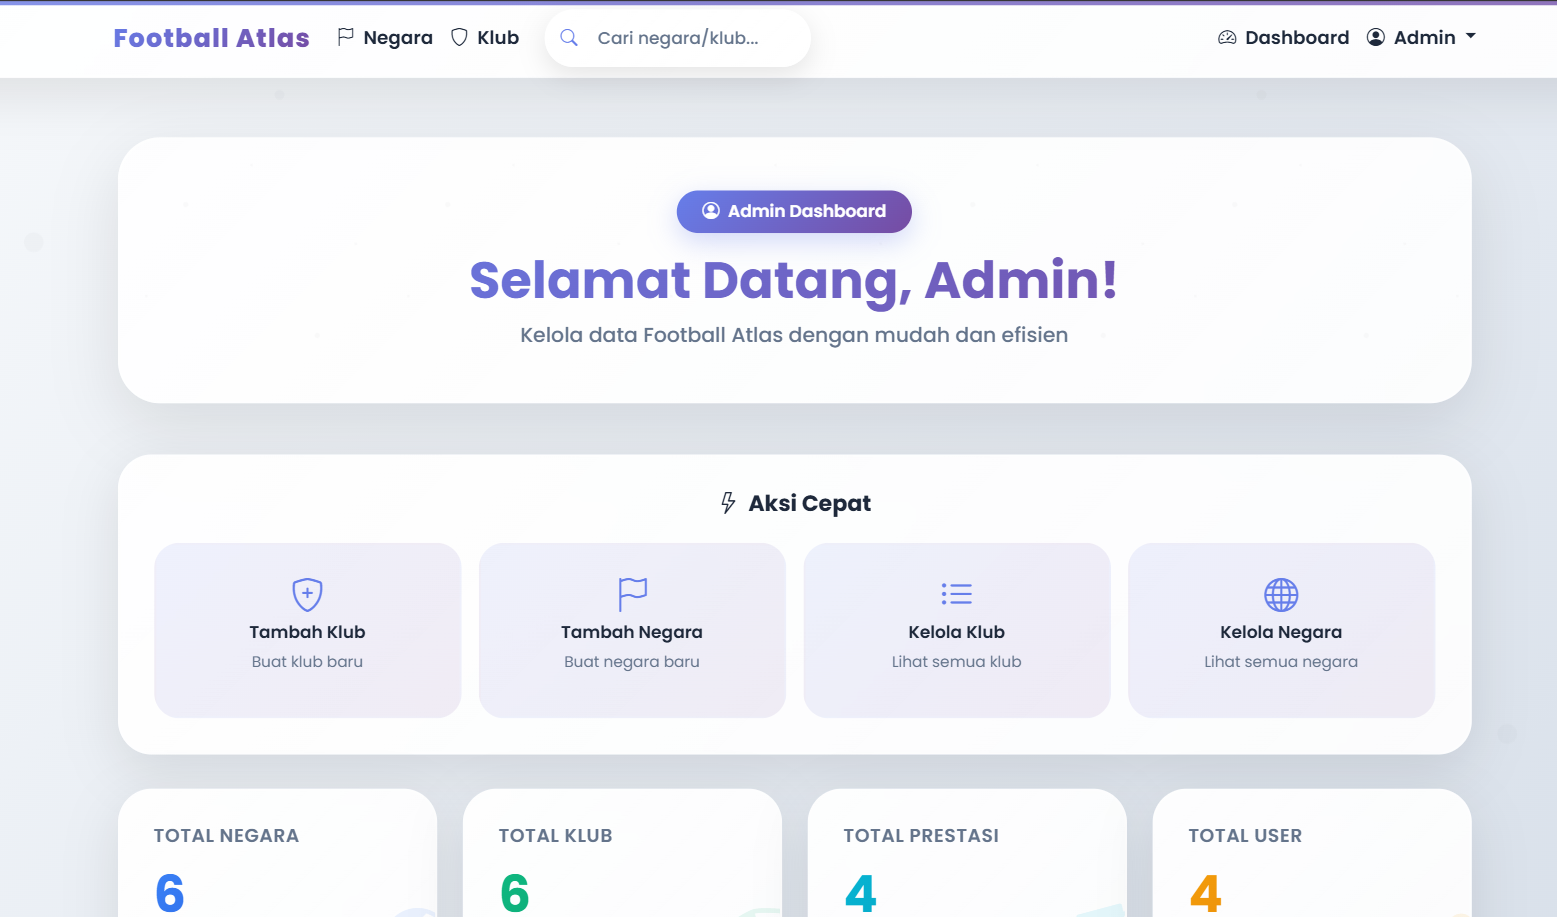 Football Atlas Negara Klub Cari negara/klub... Dashboard Admin
Admin Dashboard
Selamat Datang, Admin!
Kelola data Football Atlas dengan mudah dan efisien
Aksi Cepat
Tambah Klub
Buat klub baru
Tambah Negara
Buat negara baru
Kelola Klub
Lihat semua klub
Kelola Negara
Lihat semua negara
TOTAL NEGARA
6
TOTAL KLUB
6
TOTAL PRESTASI
4
TOTAL USER
4